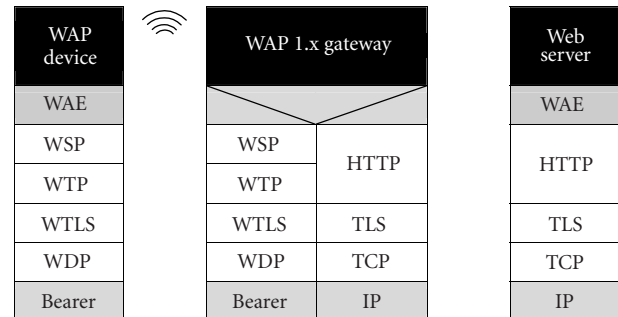 WAP
device
WAE
WSP
WTP
WTLS
WDP
Bearer
WAP 1.x gateway
WSP
WTP
WTLS
WDP
Bearer
HTTP
TLS
TCP
IP
Web
server
WAE
HTTP
TLS
TCP
IP